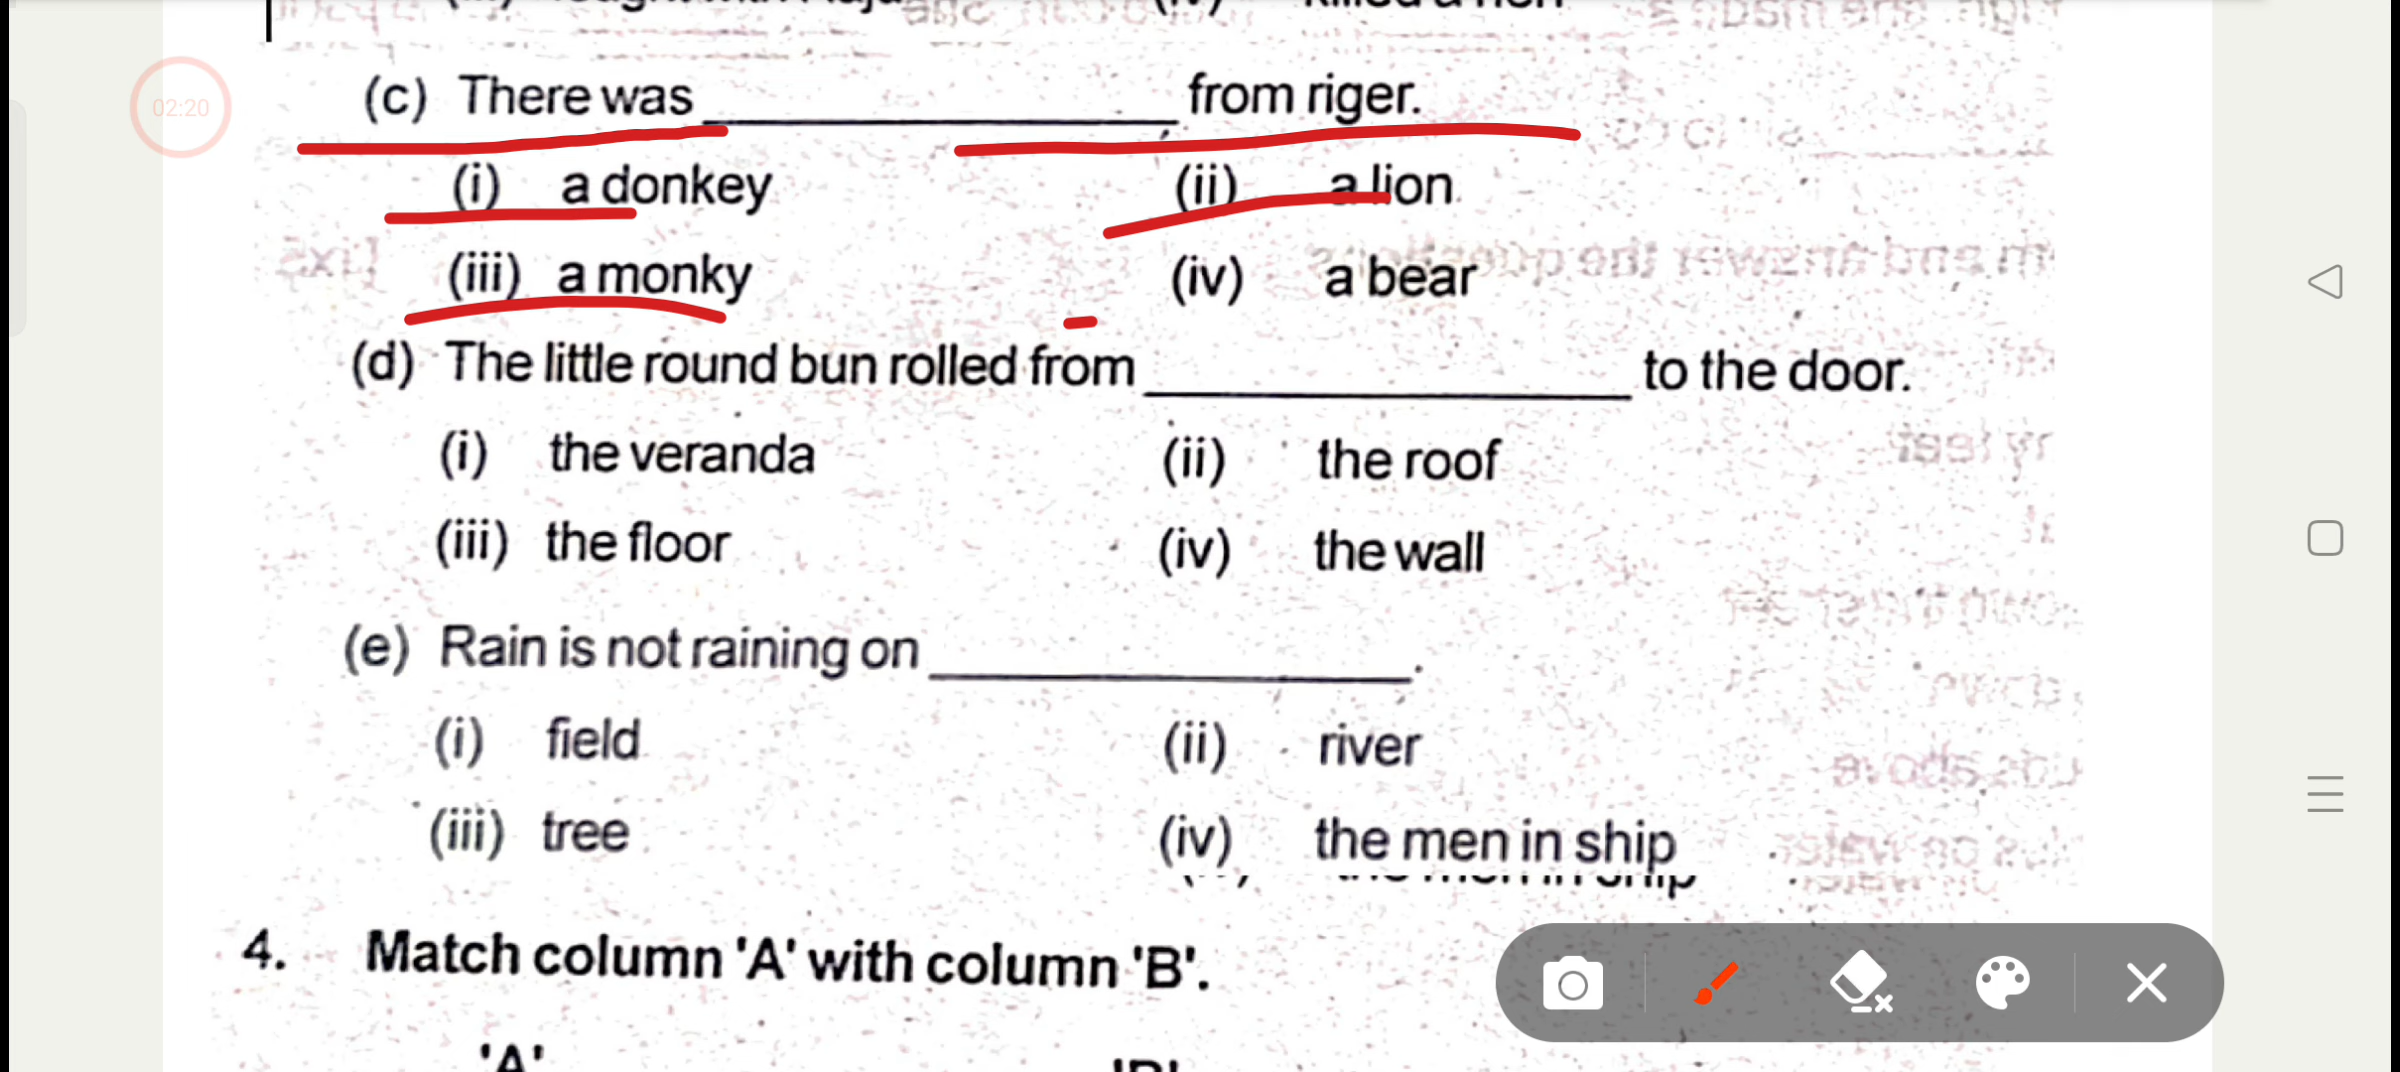 02:20
(c) There was ____________ from riger.
(i) a donkey (ii) a lion
(iii) a monky (iv) a bear
(d) The little round bun rolled from ____________ to the door.
(i) the veranda (ii) the roof
(iii) the floor (iv) the wall
(e) Rain is not raining on ____________.
(i) field (ii) river
(iii) tree (iv) the men in ship
4. Match column 'A' with column 'B'.
'A' 'B'